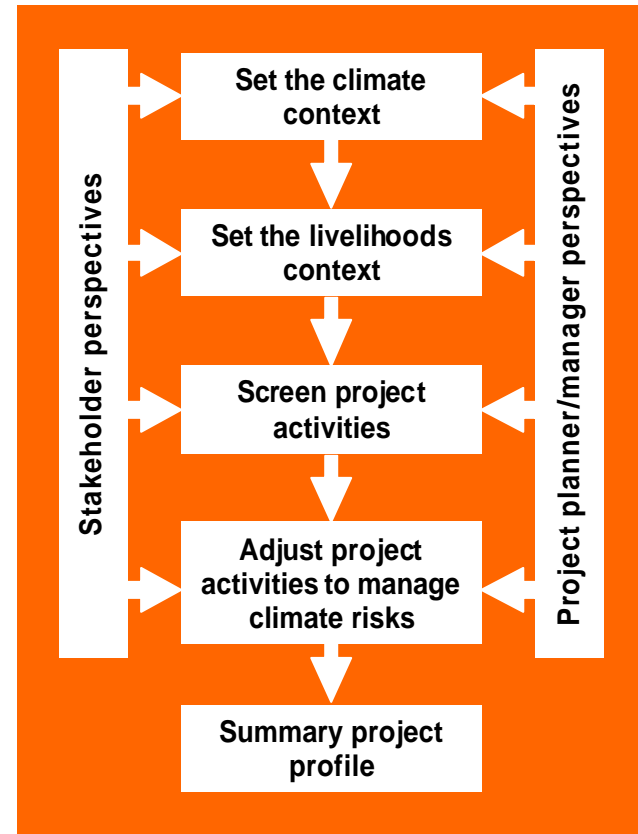 Stakeholder perspectives
Set the climate
context
Set the livelihoods
context
Screen project
activities
Adjust project
activities to manage
climate risks
Summary project
profile
Project planner/manager perspectives